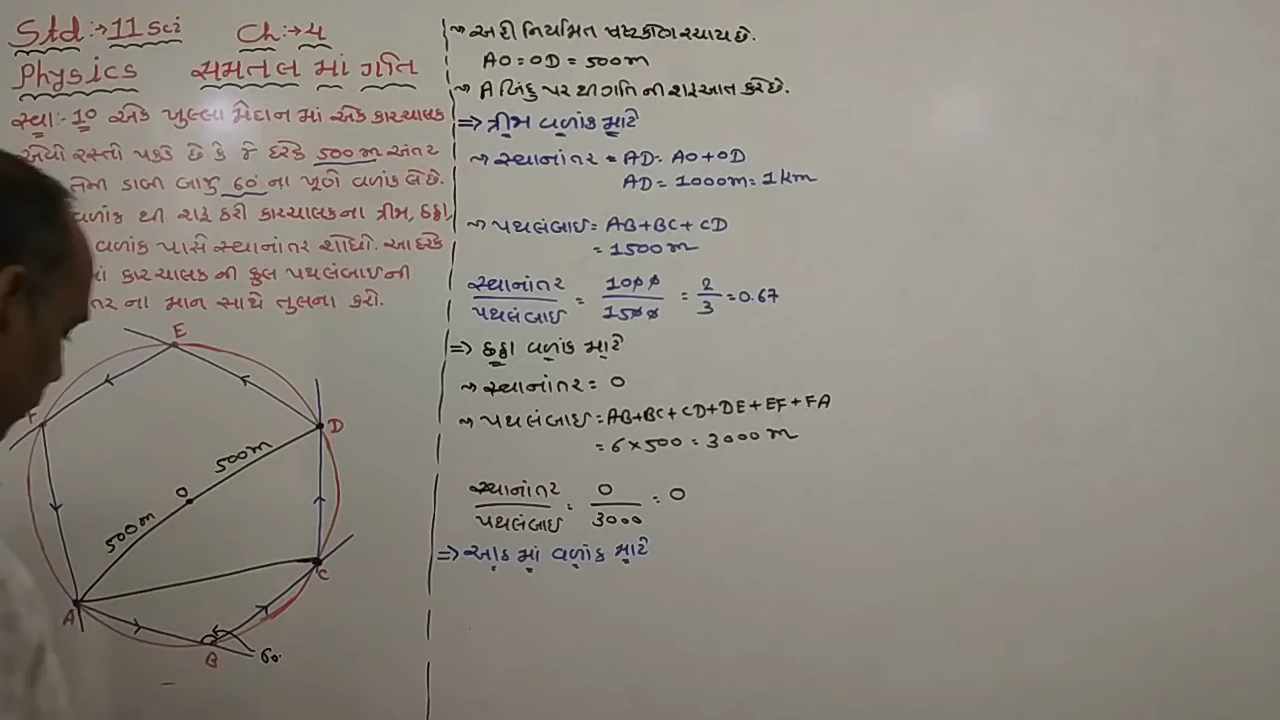 Std :→ 11 Sci Ch :→ 4
Physics સમતલ માં ગતિ
સ્વા :- 10 એક ખુલ્લા મેદાન માં એક કારચાલક
એવો રસ્તો પકડે છે કે જે દરેક 500 m અંતર
તેની ડાબી બાજુ 60° ના ખૂણે વળાંક લે છે.
વળાંક થી શરૂ કરી કારચાલકના ત્રીજા, છઠ્ઠા,
વળાંક પાસે સ્થાનાંતર શોધો. આ દરેક
માં કારચાલક ની કુલ પથલંબાઈની
તર ના માન સાથે તુલના કરો.
E
F
D
500m
O
500m
C
A
B
60°
~ અહી નિયમિત ષષ્ટકોણ રચાય છે.
AO = OD = 500m
~ A બિંદુ પર થી ગતિ ની શરૂઆત કરે છે.
⇒ ત્રીજા વળાંક માટે
~ સ્થાનાંતર = AD = AO + OD
AD = 1000m = 1 km
~ પથલંબાઈ = AB + BC + CD
= 1500 m
સ્થાનાંતર / પથલંબાઈ = 1000 / 1500 = 2 / 3 = 0.67
⇒ છઠ્ઠા વળાંક માટે
~ સ્થાનાંતર = 0
~ પથલંબાઈ = AB + BC + CD + DE + EF + FA
= 6 × 500 = 3000 m
સ્થાનાંતર / પથલંબાઈ = 0 / 3000 = 0
⇒ આઠ માં વળાંક માટે